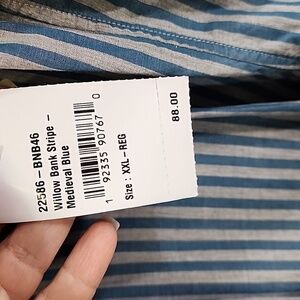 22586-BNB46
Willow Bank Stripe -
Medieval Blue
1 92335 90767 0
Size : XXL-REG
88.00